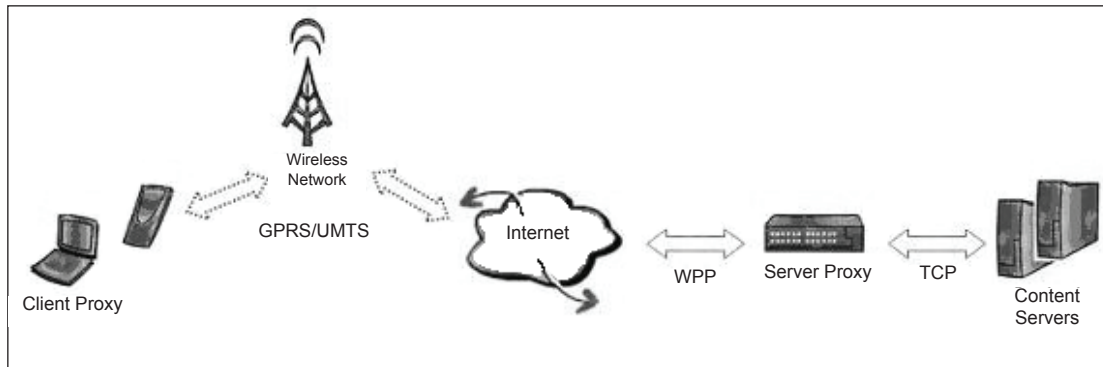 Wireless
Network
GPRS/UMTS
Internet
Client Proxy
WPP
Server Proxy
TCP
Content
Servers